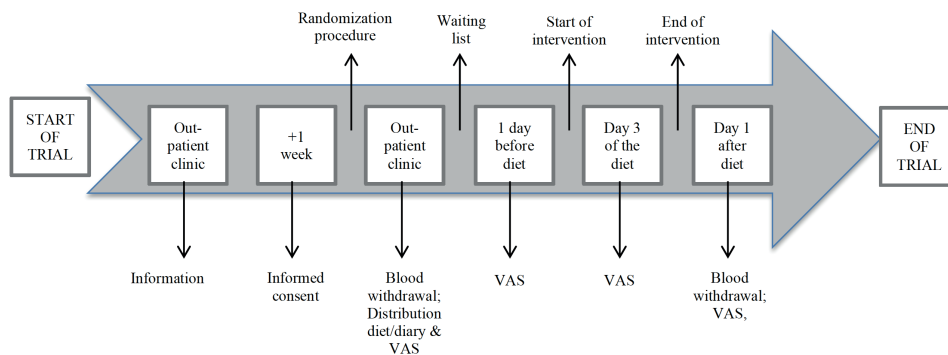 Randomization
procedure
Waiting
list
Start of
intervention
End of
intervention
START
OF
TRIAL
Out-
patient
clinic
+1
week
Out-
patient
clinic
1 day
before
diet
Day 3
of the
diet
Day 1
after
diet
END
OF
TRIAL
Information
Informed
consent
Blood
withdrawal;
Distribution
diet/diary &
VAS
VAS
VAS
Blood
withdrawal;
VAS,